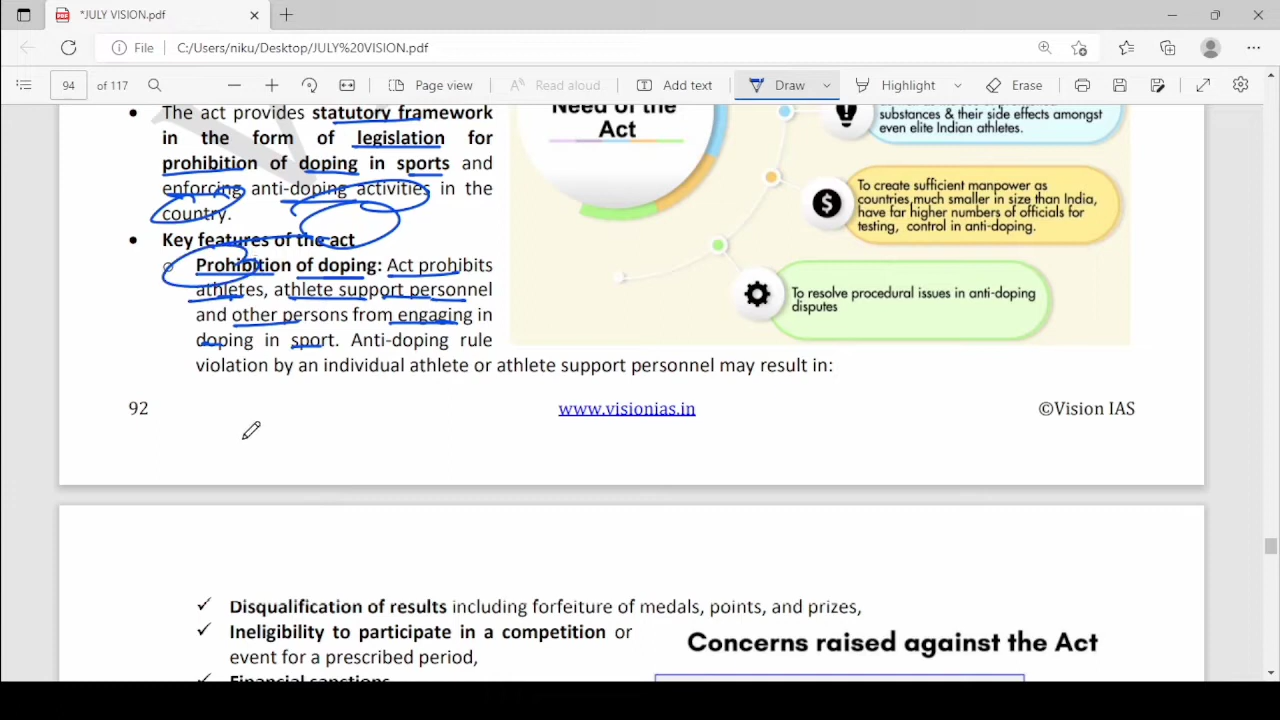 *JULY VISION.pdf
File
C:/Users/niku/Desktop/JULY%20VISION.pdf
94 of 117
Page view
Read aloud
Add text
Draw
Highlight
Erase
• The act provides statutory framework
in the form of legislation for
prohibition of doping in sports and
enforcing anti-doping activities in the
country.
• Key features of the act
o Prohibition of doping: Act prohibits
athletes, athlete support personnel
and other persons from engaging in
doping in sport. Anti-doping rule
violation by an individual athlete or athlete support personnel may result in:
Need of the
Act
substances & their side effects amongst
even elite Indian athletes.
To create sufficient manpower as
countries,much smaller in size than India,
have far higher numbers of officials for
testing, control in anti-doping.
To resolve procedural issues in anti-doping
disputes
92
www.visionias.in
©Vision IAS
✓ Disqualification of results including forfeiture of medals, points, and prizes,
✓ Ineligibility to participate in a competition or
event for a prescribed period,
✓ Financial sanctions
Concerns raised against the Act